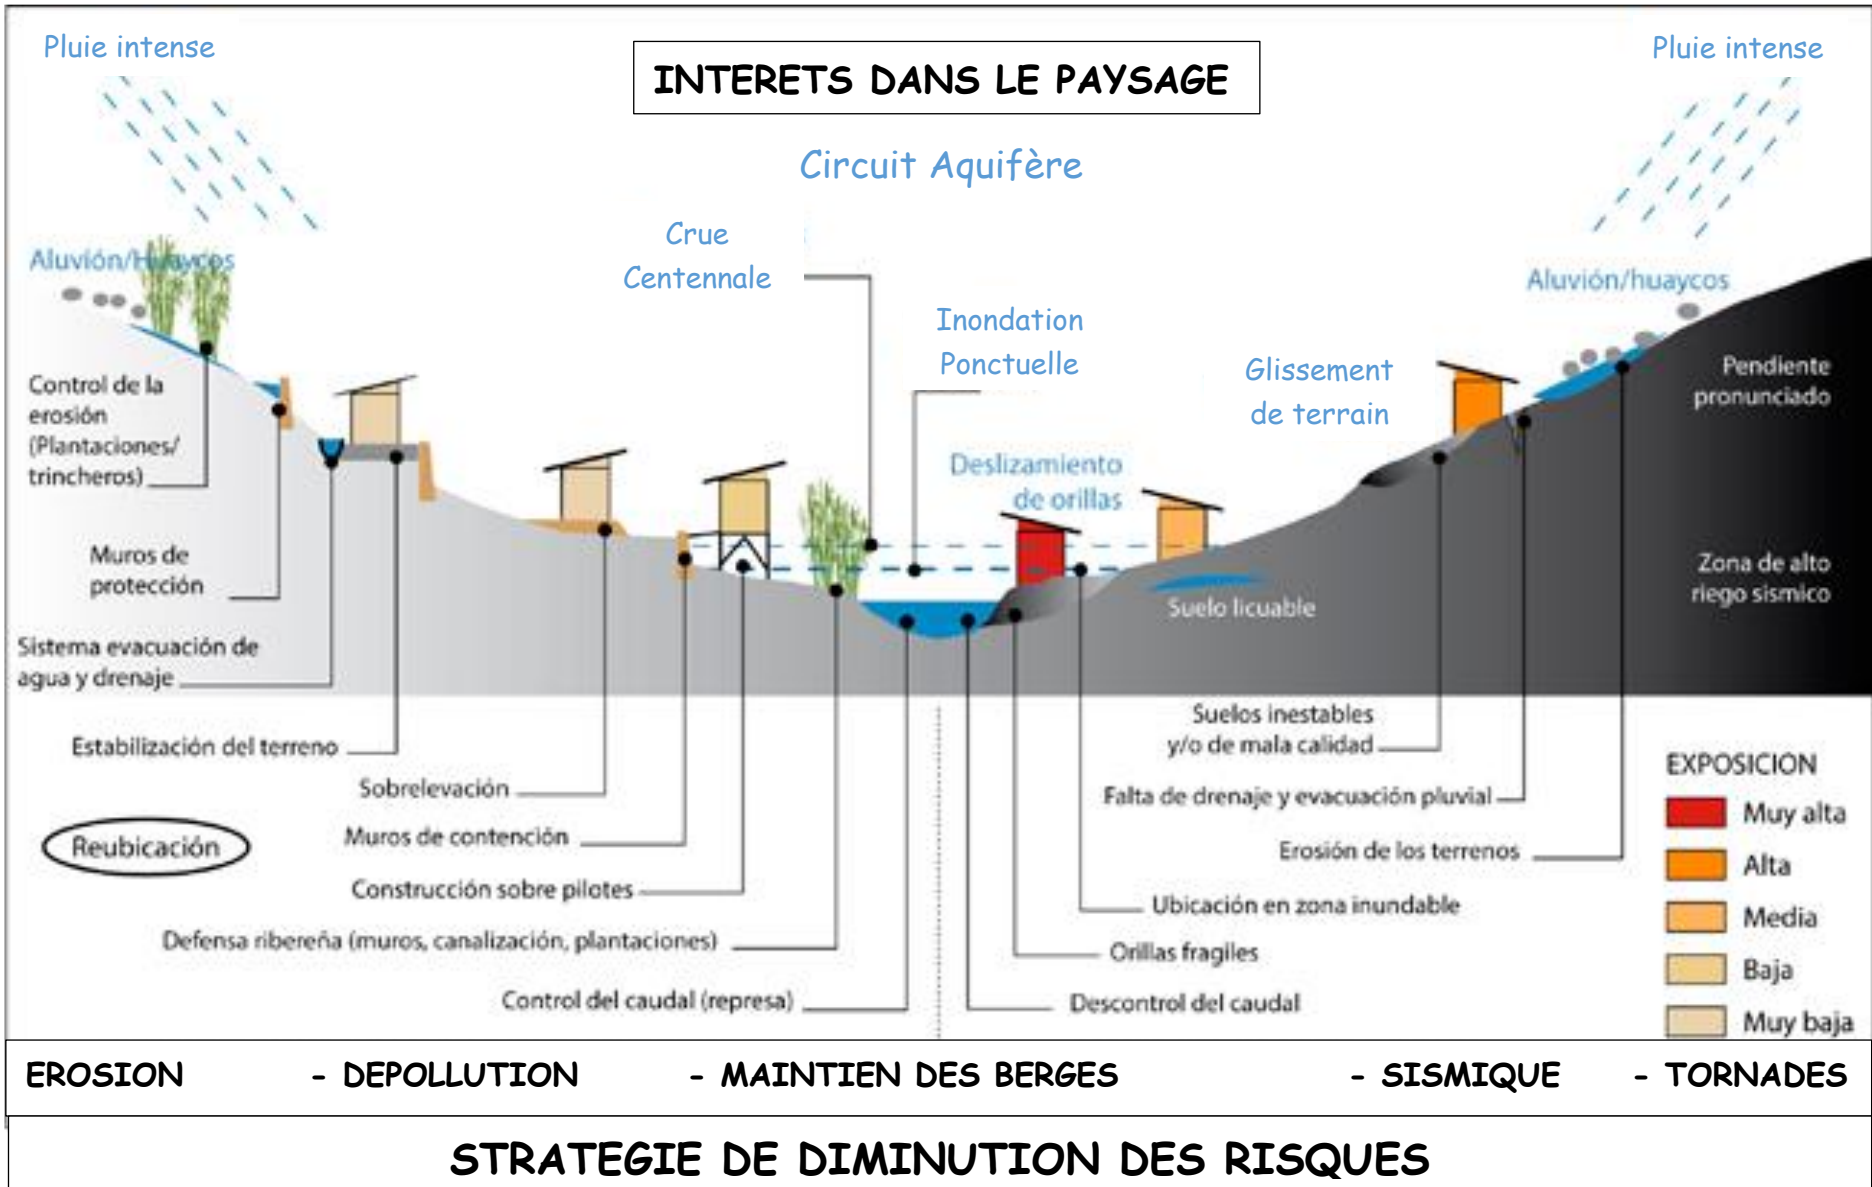 Pluie intense
INTERETS DANS LE PAYSAGE
Pluie intense
Circuit Aquifère
Crue
Centennale
Inondation
Ponctuelle
Glissement
de terrain
Aluvión/Huaycos
Aluvión/huaycos
Control de la
erosión
(Plantaciones/
trincheros)
Muros de
protección
Sistema evacuación de
agua y drenaje
Deslizamiento
de orillas
Pendiente
pronunciado
Zona de alto
riego sismico
Suelo licuable
Estabilización del terreno
Sobrelevación
Reubicación
Muros de contención
Construcción sobre pilotes
Defensa ribereña (muros, canalización, plantaciones)
Control del caudal (represa)
Suelos inestables
y/o de mala calidad
Falta de drenaje y evacuación pluvial
Erosión de los terrenos
Ubicación en zona inundable
Orillas fragiles
Descontrol del caudal
EXPOSICION
Muy alta
Alta
Media
Baja
Muy baja
EROSION - DEPOLLUTION - MAINTIEN DES BERGES - SISMIQUE - TORNADES
STRATEGIE DE DIMINUTION DES RISQUES